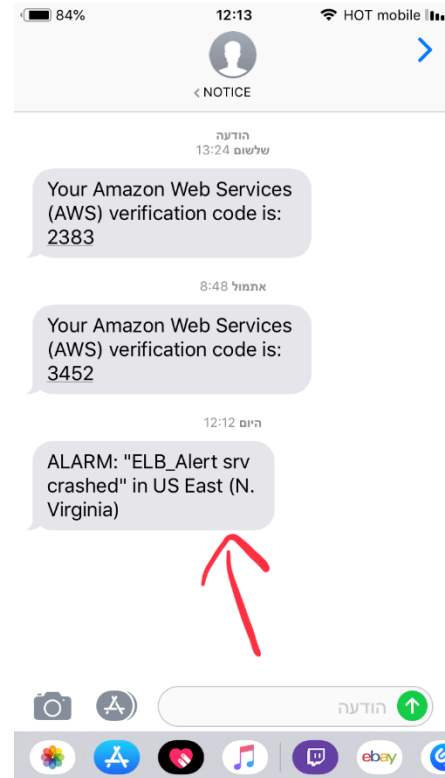 84%
12:13
HOT mobile
NOTICE
הודעה
שלשום 13:24
Your Amazon Web Services
(AWS) verification code is:
2383
אתמול 8:48
Your Amazon Web Services
(AWS) verification code is:
3452
היום 12:12
ALARM: "ELB_Alert srv
crashed" in US East (N.
Virginia)
הודעה
ebay